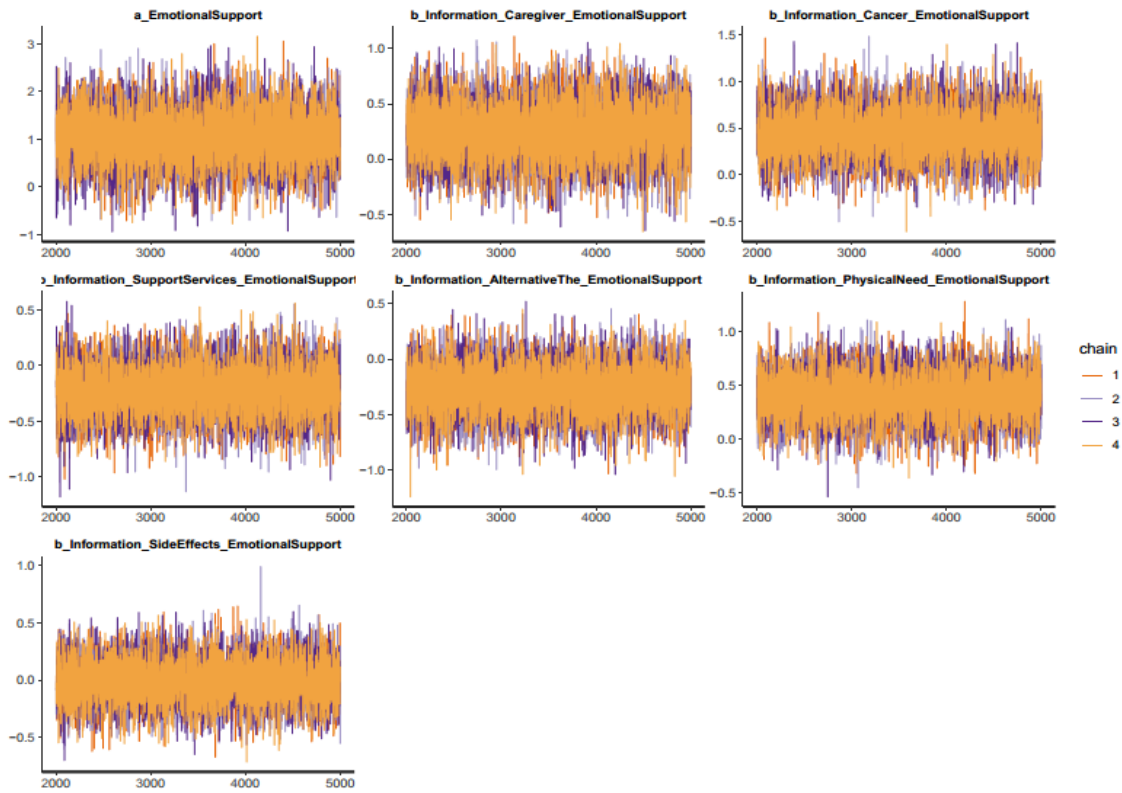 a_EmotionalSupport
3
2
1
0
−1
2000 3000 4000 5000
b_Information_Caregiver_EmotionalSupport
1.0
0.5
0.0
−0.5
2000 3000 4000 5000
b_Information_Cancer_EmotionalSupport
1.5
1.0
0.5
0.0
−0.5
2000 3000 4000 5000
_Information_SupportServices_EmotionalSupport
0.5
0.0
−0.5
−1.0
2000 3000 4000 5000
b_Information_AlternativeThe_EmotionalSupport
0.5
0.0
−0.5
−1.0
2000 3000 4000 5000
b_Information_PhysicalNeed_EmotionalSupport
1.0
0.5
0.0
−0.5
2000 3000 4000 5000
chain
1
2
3
4
b_Information_SideEffects_EmotionalSupport
1.0
0.5
0.0
−0.5
2000 3000 4000 5000